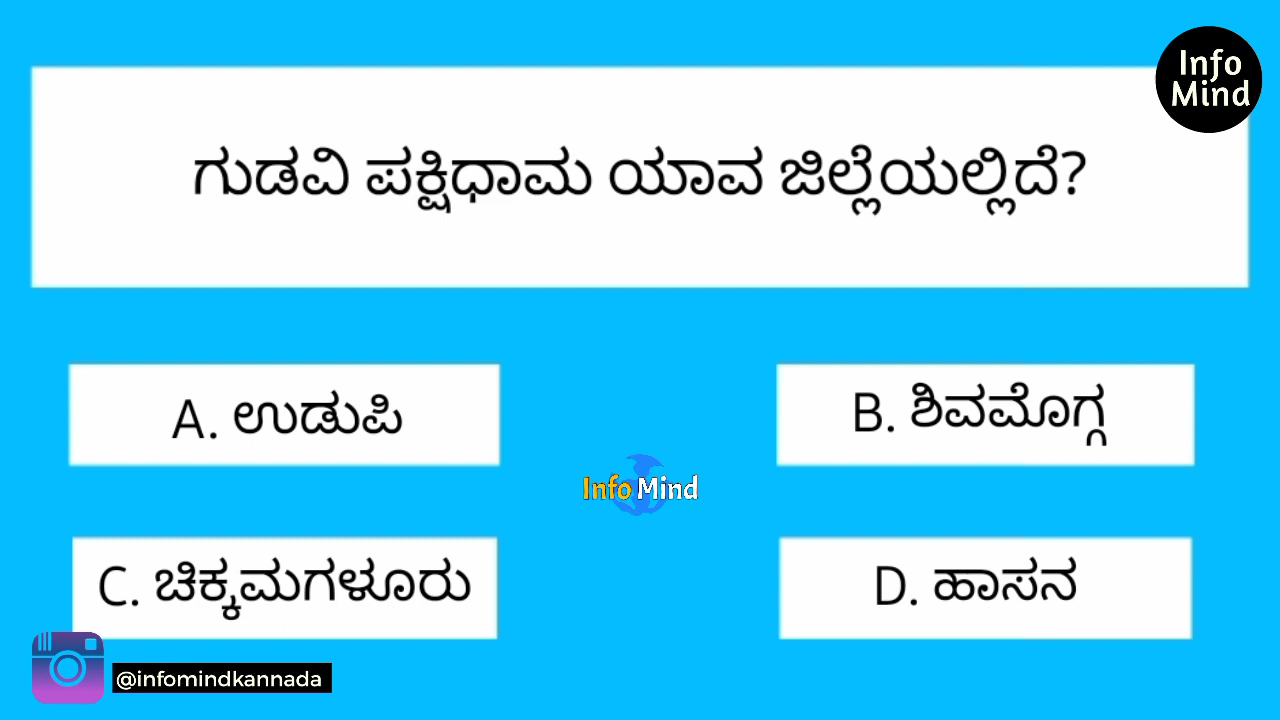 Info
Mind
ಗುಡವಿ ಪಕ್ಷಿಧಾಮ ಯಾವ ಜಿಲ್ಲೆಯಲ್ಲಿದೆ?
A. ಉಡುಪಿ
B. ಶಿವಮೊಗ್ಗ
Info Mind
C. ಚಿಕ್ಕಮಗಳೂರು
D. ಹಾಸನ
@infomindkannada